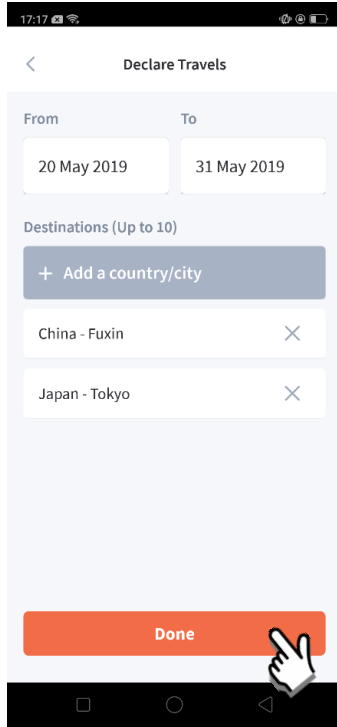 17:17
Declare Travels
From To
20 May 2019 31 May 2019
Destinations (Up to 10)
+ Add a country/city
China - Fuxin
Japan - Tokyo
Done